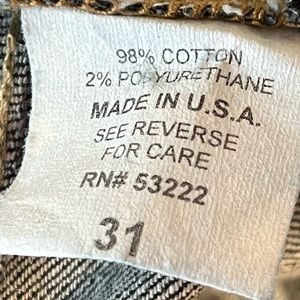 98% COTTON
2% POLYURETHANE
MADE IN U.S.A.
SEE REVERSE
FOR CARE
RN# 53222
31